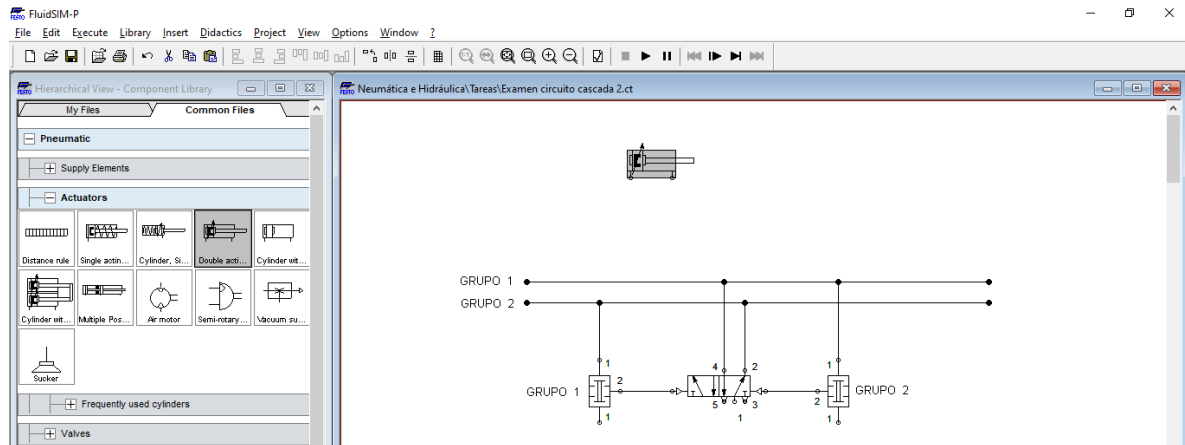 FluidSIM-P
File Edit Execute Library Insert Didactics Project View Options Window ?
Hierarchical View - Component Library
My Files Common Files
Pneumatic
Supply Elements
Actuators
Distance rule Single actin... Cylinder, Si... Double acti... Cylinder wit...
Cylinder wit... Multiple Pos... Air motor Semi-rotary... Vacuum su...
Sucker
Frequently used cylinders
Valves
FESTO Neumática e Hidráulica\Tareas\Examen circuito cascada 2.ct
GRUPO 1
GRUPO 2
1 4 2 1
GRUPO 1 2 2 GRUPO 2
5 3
1 1 1